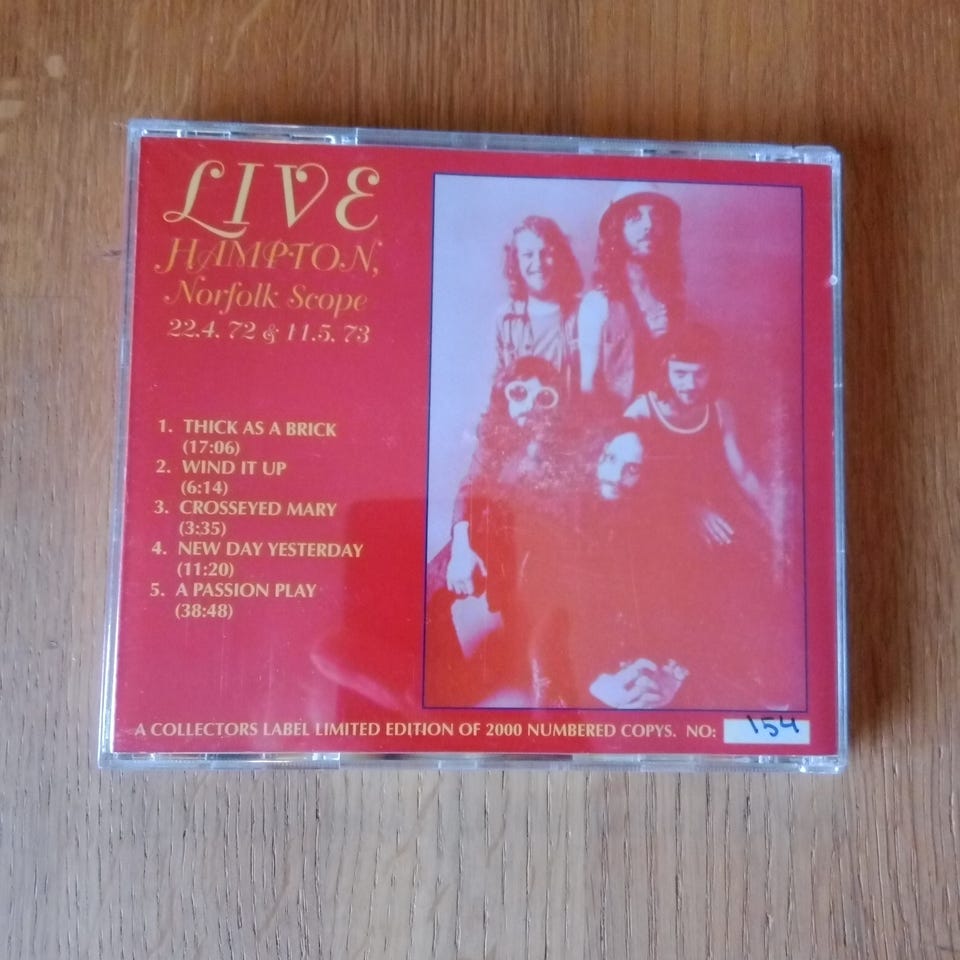 LIVE
HAMPTON,
Norfolk Scope
22.4. 72 & 11.5. 73
1. THICK AS A BRICK
(17:06)
2. WIND IT UP
(6:14)
3. CROSSEYED MARY
(3:35)
4. NEW DAY YESTERDAY
(11:20)
5. A PASSION PLAY
(38:48)
A COLLECTORS LABEL LIMITED EDITION OF 2000 NUMBERED COPYS. NO: 154